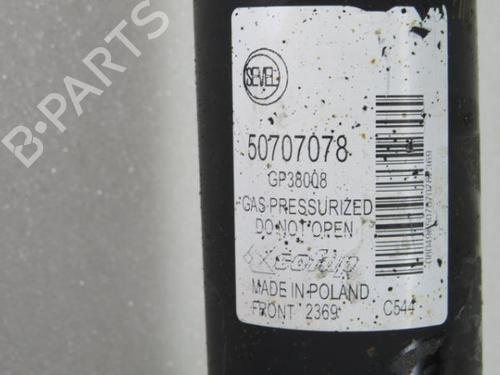 SEVEL
50707078
GP38008
GAS PRESSURIZED
DO NOT OPEN
MADE IN POLAND
FRONT 2369 C544
B-PARTS